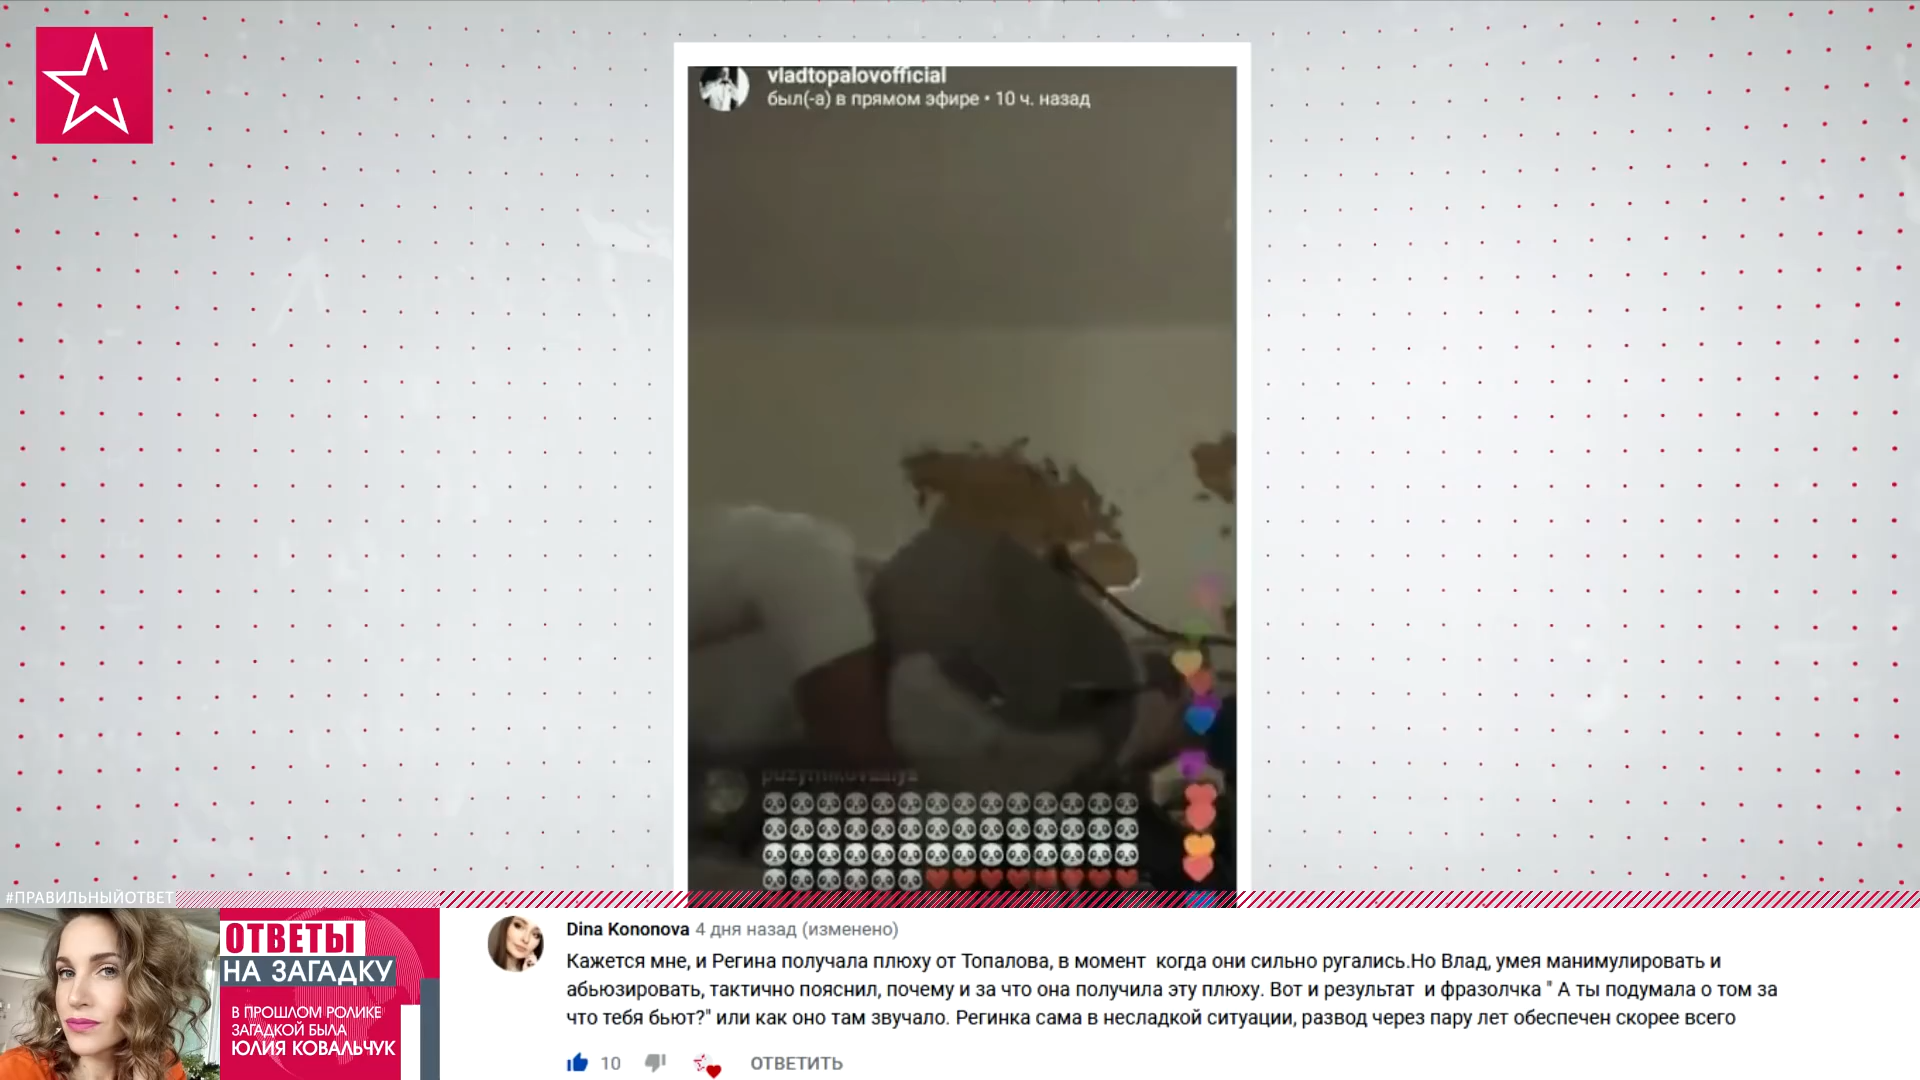 vladtopalovofficial
был(-а) в прямом эфире • 10 ч. назад
#ПРАВИЛЬНЫЙОТВЕТ
ОТВЕТЫ
НА ЗАГАДКУ
В ПРОШЛОМ РОЛИКЕ
ЗАГАДКОЙ БЫЛА
ЮЛИЯ КОВАЛЬЧУК
Dina Kononova 4 дня назад (изменено)
Кажется мне, и Регина получала плюху от Топалова, в момент когда они сильно ругались.Но Влад, умея манимулировать и
абьюзировать, тактично пояснил, почему и за что она получила эту плюху. Вот и результат и фразолчка " А ты подумала о том за
что тебя бьют?" или как оно там звучало. Регинка сама в несладкой ситуации, развод через пару лет обеспечен скорее всего
10 ОТВЕТИТЬ